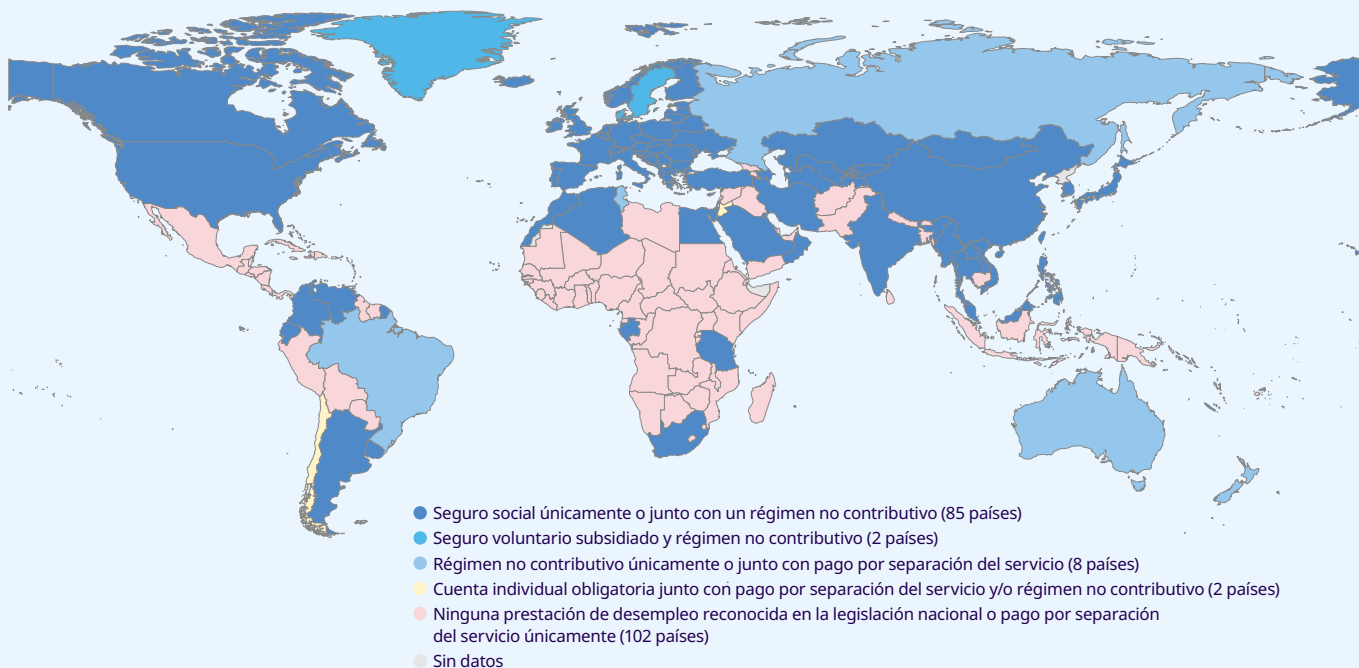 Seguro social únicamente o junto con un régimen no contributivo (85 países)
Seguro voluntario subsidiado y régimen no contributivo (2 países)
Régimen no contributivo únicamente o junto con pago por separación del servicio (8 países)
Cuenta individual obligatoria junto con pago por separación del servicio y/o régimen no contributivo (2 países)
Ninguna prestación de desempleo reconocida en la legislación nacional o pago por separación
del servicio únicamente (102 países)
Sin datos